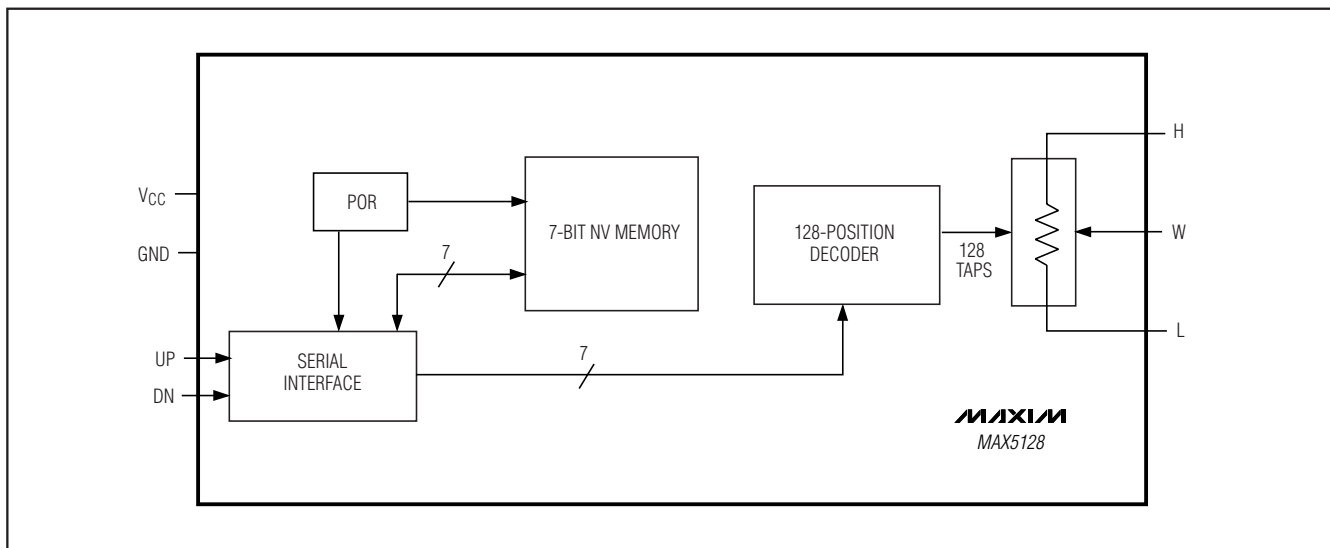 VCC
GND
UP
DN
POR
7-BIT NV MEMORY
7
SERIAL
INTERFACE
7
128-POSITION
DECODER
128
TAPS
H
W
L
MAXIM
MAX5128